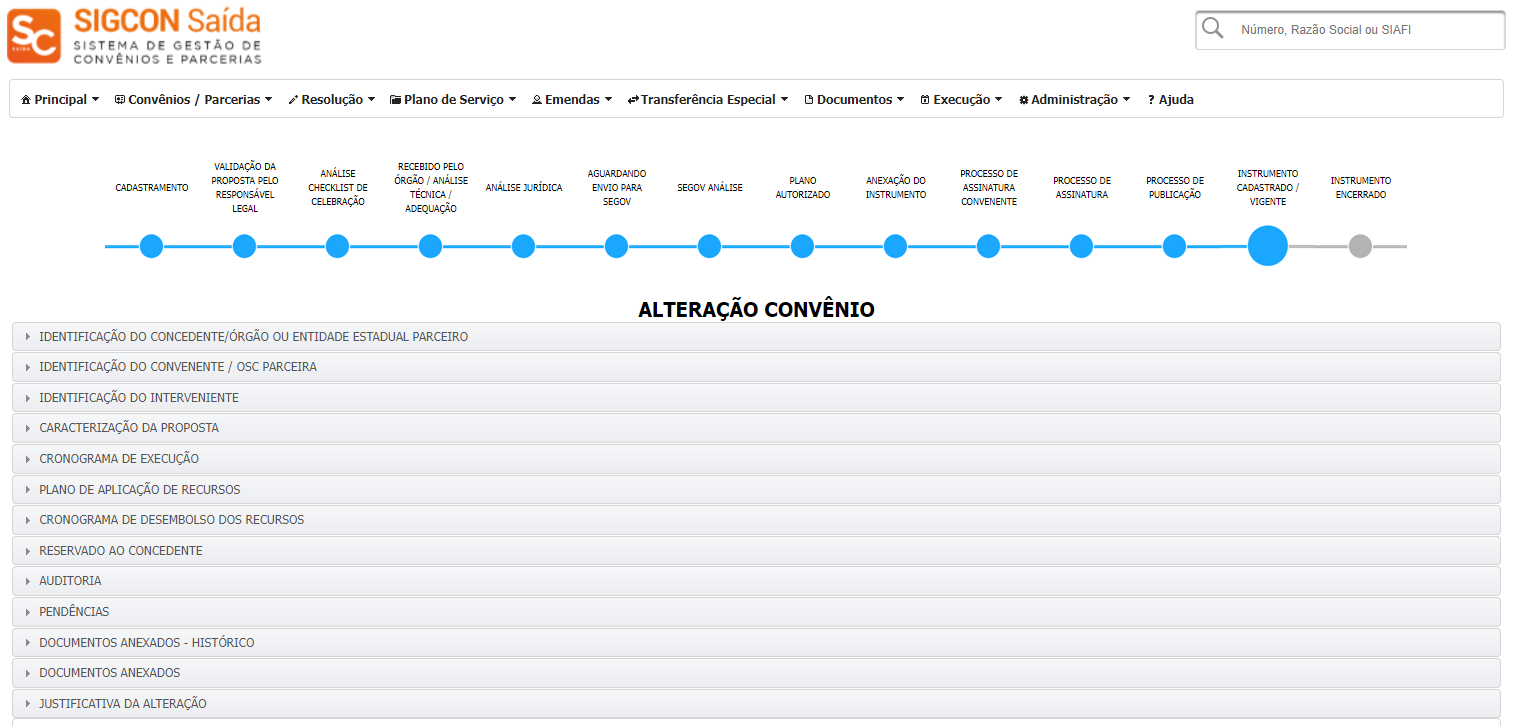 SC
SAÍDA
SIGCON Saída
SISTEMA DE GESTÃO DE
CONVÊNIOS E PARCERIAS
Número, Razão Social ou SIAFI
Principal
Convênios / Parcerias
Resolução
Plano de Serviço
Emendas
Transferência Especial
Documentos
Execução
Administração
? Ajuda
CADASTRAMENTO
VALIDAÇÃO DA
PROPOSTA PELO
RESPONSÁVEL
LEGAL
ANÁLISE
CHECKLIST DE
CELEBRAÇÃO
RECEBIDO PELO
ÓRGÃO / ANÁLISE
TÉCNICA /
ADEQUAÇÃO
ANÁLISE JURÍDICA
AGUARDANDO
ENVIO PARA
SEGOV
SEGOV ANÁLISE
PLANO
AUTORIZADO
ANEXAÇÃO DO
INSTRUMENTO
PROCESSO DE
ASSINATURA
CONVENENTE
PROCESSO DE
ASSINATURA
PROCESSO DE
PUBLICAÇÃO
INSTRUMENTO
CADASTRADO /
VIGENTE
INSTRUMENTO
ENCERRADO
ALTERAÇÃO CONVÊNIO
IDENTIFICAÇÃO DO CONCEDENTE/ÓRGÃO OU ENTIDADE ESTADUAL PARCEIRO
IDENTIFICAÇÃO DO CONVENENTE / OSC PARCEIRA
IDENTIFICAÇÃO DO INTERVENIENTE
CARACTERIZAÇÃO DA PROPOSTA
CRONOGRAMA DE EXECUÇÃO
PLANO DE APLICAÇÃO DE RECURSOS
CRONOGRAMA DE DESEMBOLSO DOS RECURSOS
RESERVADO AO CONCEDENTE
AUDITORIA
PENDÊNCIAS
DOCUMENTOS ANEXADOS - HISTÓRICO
DOCUMENTOS ANEXADOS
JUSTIFICATIVA DA ALTERAÇÃO